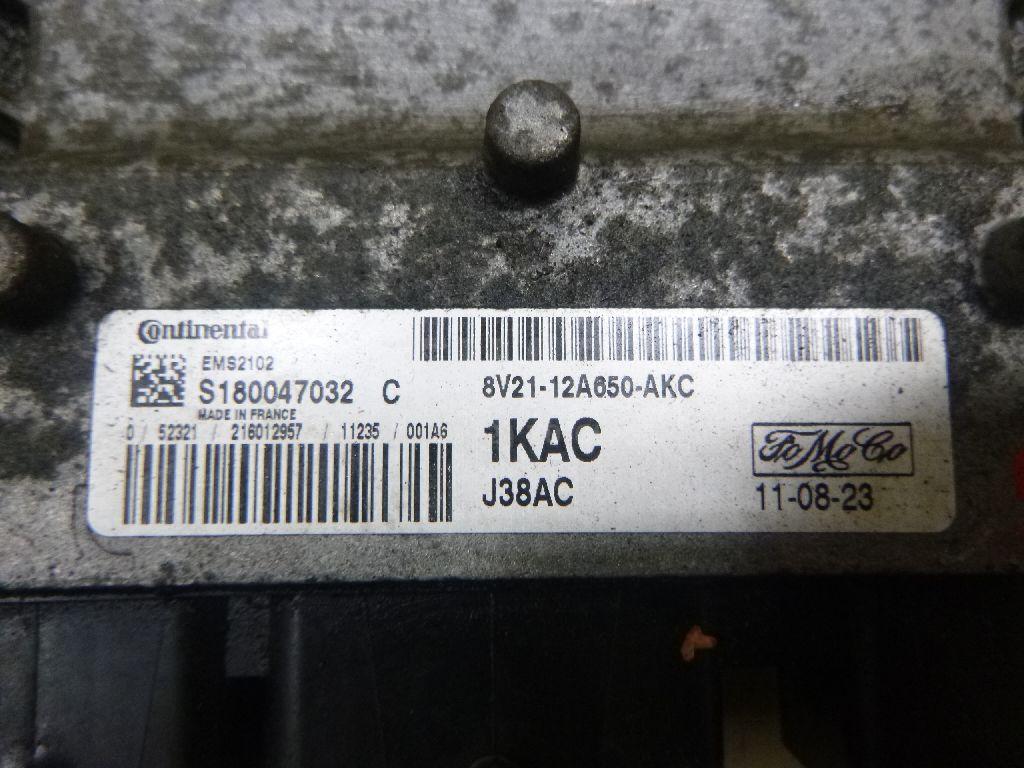 Continental
EMS2102
S180047032 C
MADE IN FRANCE
0 / 52321 / 216012957 / 11235 / 001A6
8V21-12A650-AKC
1KAC
J38AC
FoMoCo
11-08-23